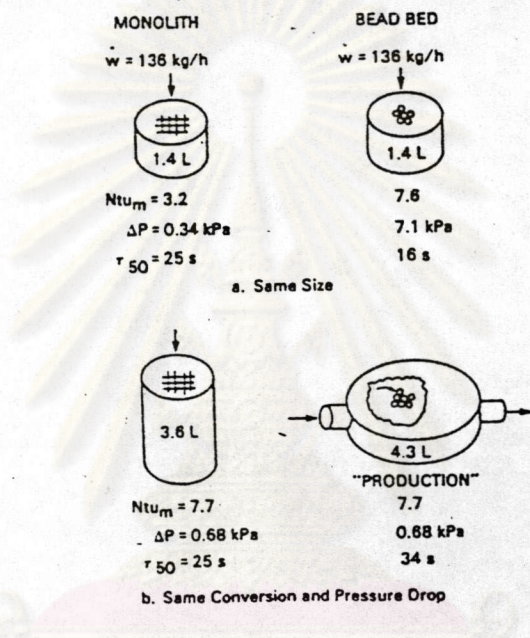 MONOLITH BEAD BED
ẇ = 136 kg/h ẇ = 136 kg/h
1.4 L 1.4 L
Ntuₘ = 3.2 7.6
ΔP = 0.34 kPa 7.1 kPa
τ 50 = 25 s 16 s
a. Same Size
3.6 L 4.3 L
"PRODUCTION"
Ntuₘ = 7.7 7.7
ΔP = 0.68 kPa 0.68 kPa
τ 50 = 25 s 34 s
b. Same Conversion and Pressure Drop